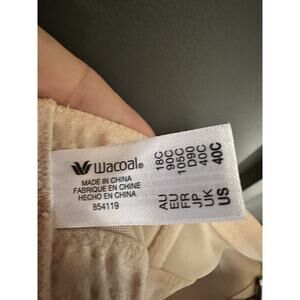 Wacoal®
MADE IN CHINA
FABRIQUE EN CHINE
HECHO EN CHINA
854119
AU 18C
EU 90C
FR 105C
JP D90
UK 40C
US 40C